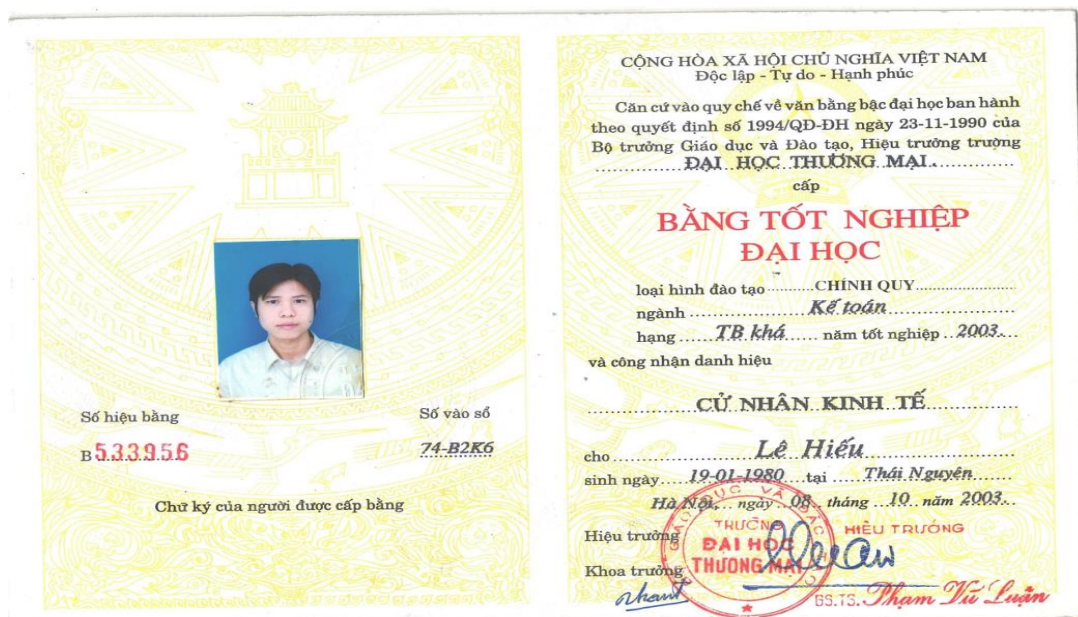 Số hiệu bằng
B 533956
Số vào sổ
74-B2K6
Chữ ký của người được cấp bằng
CỘNG HÒA XÃ HỘI CHỦ NGHĨA VIỆT NAM
Độc lập - Tự do - Hạnh phúc
Căn cứ vào quy chế về văn bằng bậc đại học ban hành
theo quyết định số 1994/QĐ-ĐH ngày 23-11-1990 của
Bộ trưởng Giáo dục và Đào tạo, Hiệu trưởng trường
ĐẠI HỌC THƯƠNG MẠI.
cấp
BẰNG TỐT NGHIỆP
ĐẠI HỌC
loại hình đào tạo CHÍNH QUY
ngành Kế toán
hạng TB khá năm tốt nghiệp 2003
và công nhận danh hiệu
CỬ NHÂN KINH TẾ
cho Lê Hiếu
sinh ngày 19-01-1980 tại Thái Nguyên
Hà Nội, ngày 08 tháng 10 năm 2003
Hiệu trưởng HIỆU TRƯỞNG
Khoa trưởng
GIÁO DỤC VÀ ĐÀO
TRƯỜNG
ĐẠI HỌC
THƯƠNG MẠI
GS.TS. Phạm Vũ Luận